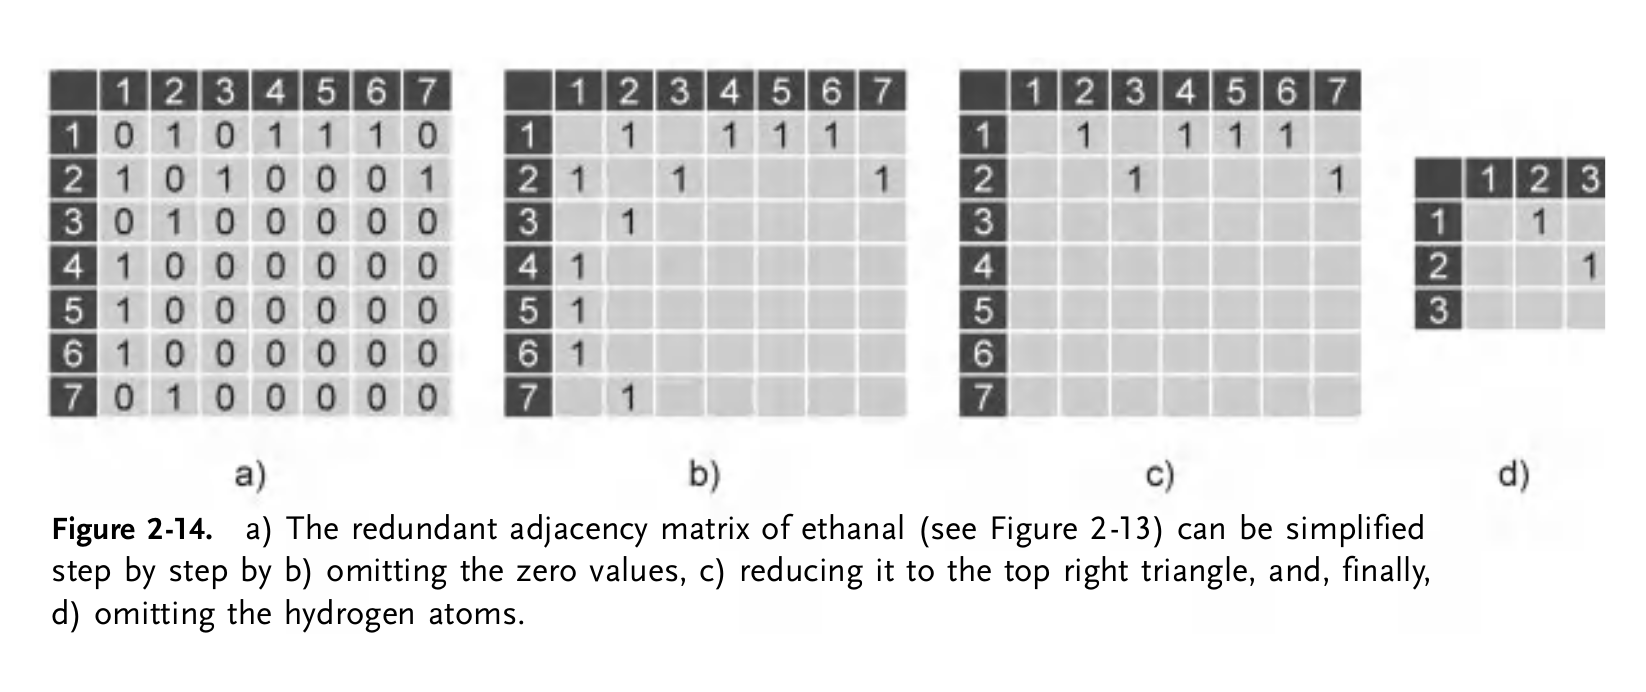 1 2 3 4 5 6 7
1 0 1 0 1 1 1 0
2 1 0 1 0 0 0 1
3 0 1 0 0 0 0 0
4 1 0 0 0 0 0 0
5 1 0 0 0 0 0 0
6 1 0 0 0 0 0 0
7 0 1 0 0 0 0 0
a)
1 2 3 4 5 6 7
1 1 1 1 1
2 1 1 1
3 1
4 1
5 1
6 1
7 1
b)
1 2 3 4 5 6 7
1 1 1 1 1
2 1 1
3
4
5
6
7
c)
1 2 3
1 1
2 1
3
d)
Figure 2-14. a) The redundant adjacency matrix of ethanal (see Figure 2-13) can be simplified
step by step by b) omitting the zero values, c) reducing it to the top right triangle, and, finally,
d) omitting the hydrogen atoms.